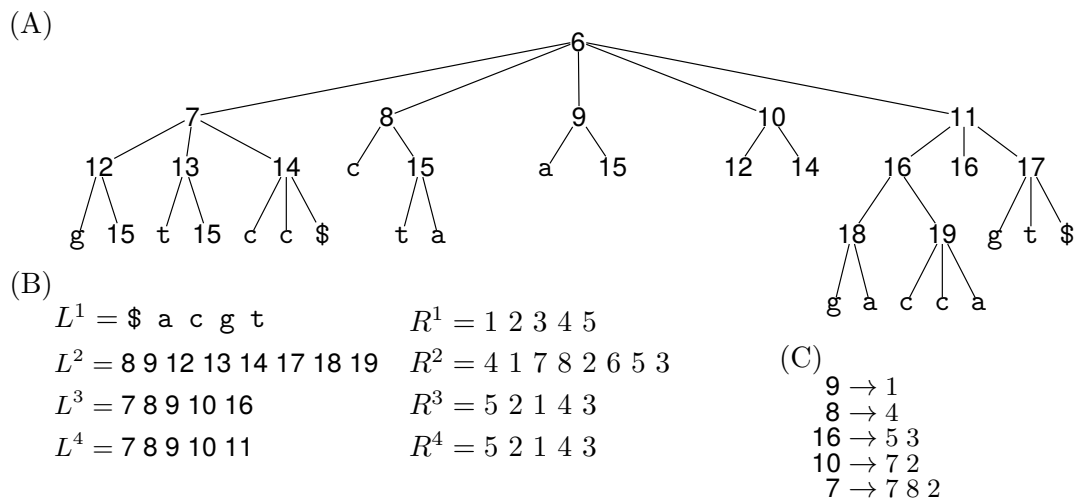 (A)
6
7 8 9 10 11
12 13 14 c 15 a 15 12 14 16 16 17
g 15 t 15 c c $ t a 18 19 g t $
g a c c a
(B)
L¹ = $ a c g t R¹ = 1 2 3 4 5
L² = 8 9 12 13 14 17 18 19 R² = 4 1 7 8 2 6 5 3
L³ = 7 8 9 10 16 R³ = 5 2 1 4 3
L⁴ = 7 8 9 10 11 R⁴ = 5 2 1 4 3
(C)
9 → 1
8 → 4
16 → 5 3
10 → 7 2
7 → 7 8 2